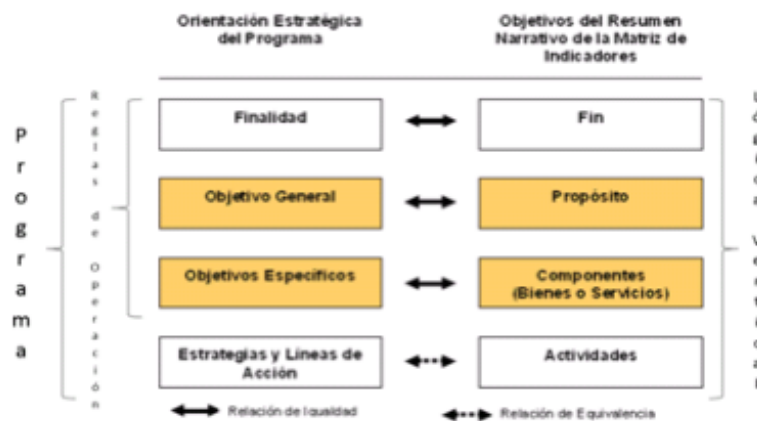 Orientación Estratégica
del Programa
Objetivos del Resumen
Narrativo de la Matriz de
Indicadores
Programa
Reglas de Operación
Finalidad
Fin
Objetivo General
Propósito
Objetivos Específicos
Componentes
(Bienes o Servicios)
Estrategias y Líneas de
Acción
Actividades
Relación de Igualdad
Relación de Equivalencia